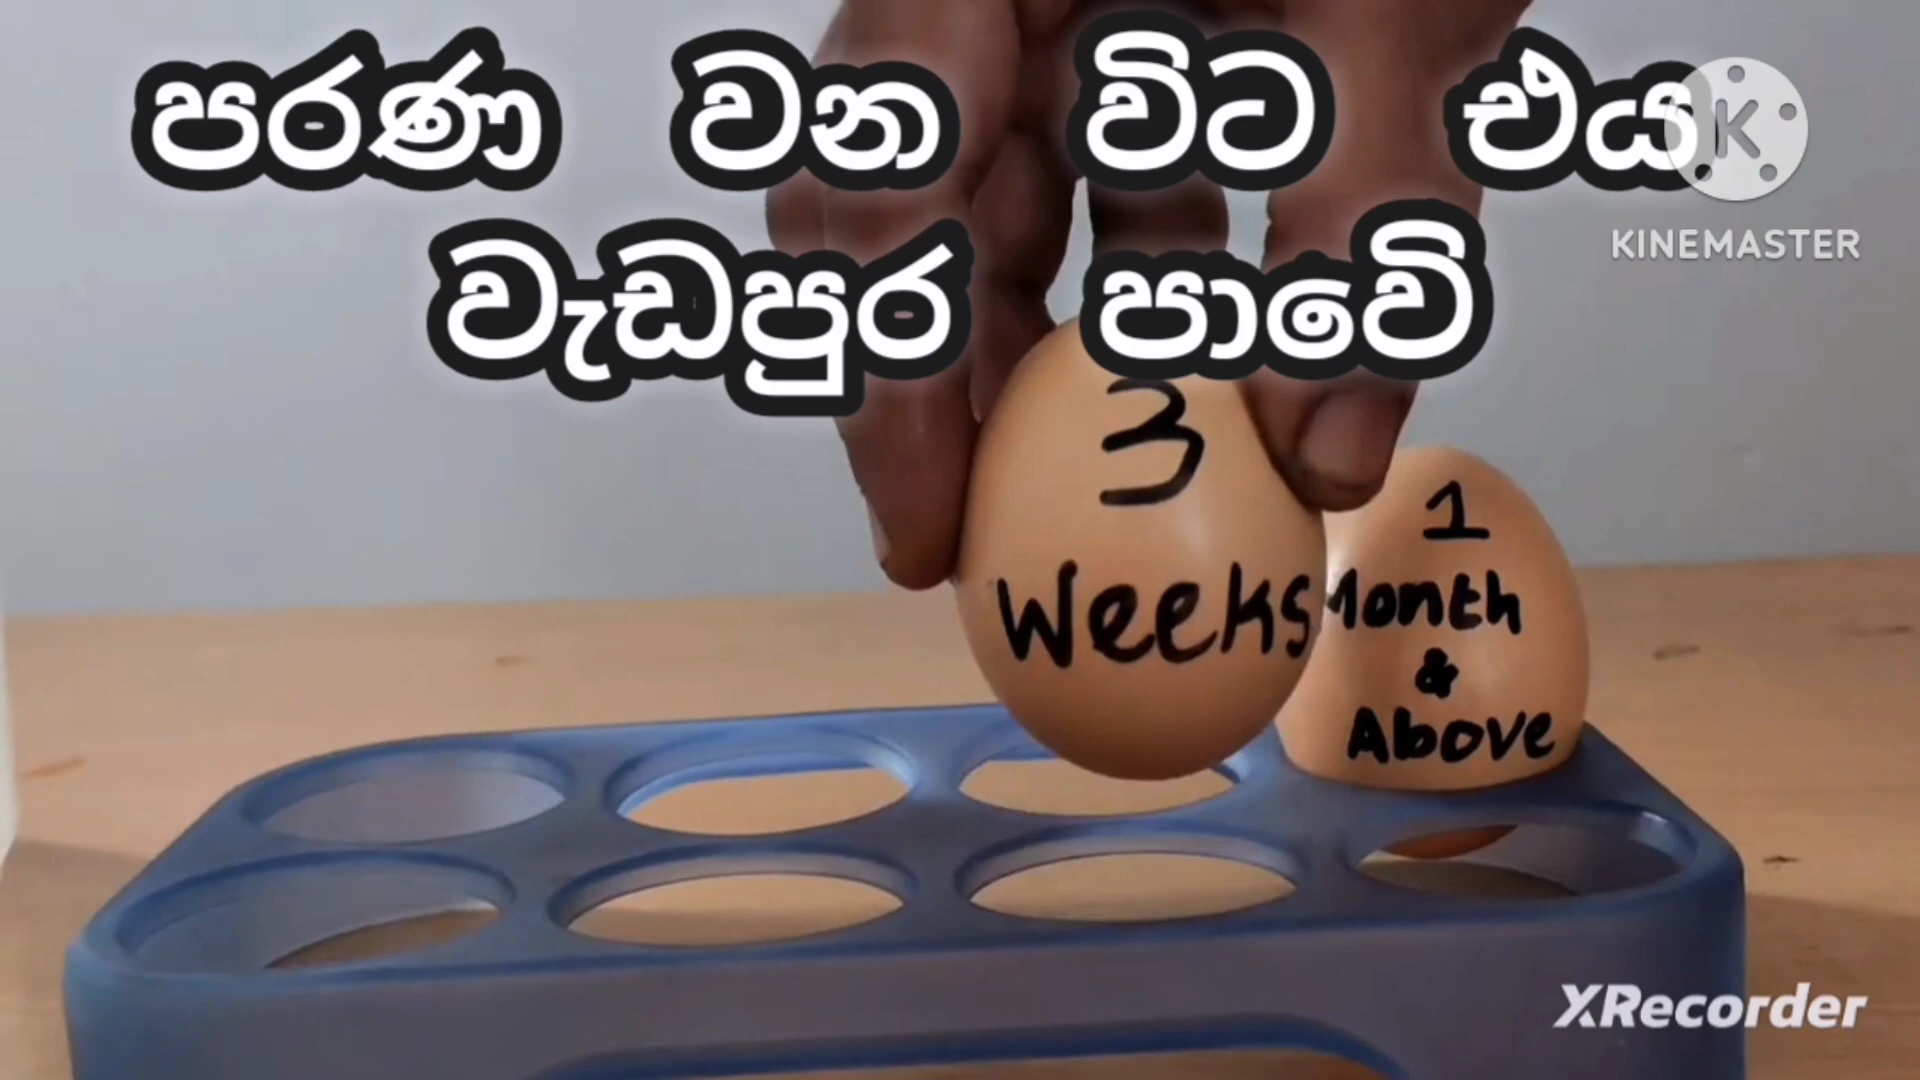 පරණ වන විට එය
වැඩපුර පාවේ
K
KINEMASTER
3
Weeks
1
Month
&
Above
XRecorder